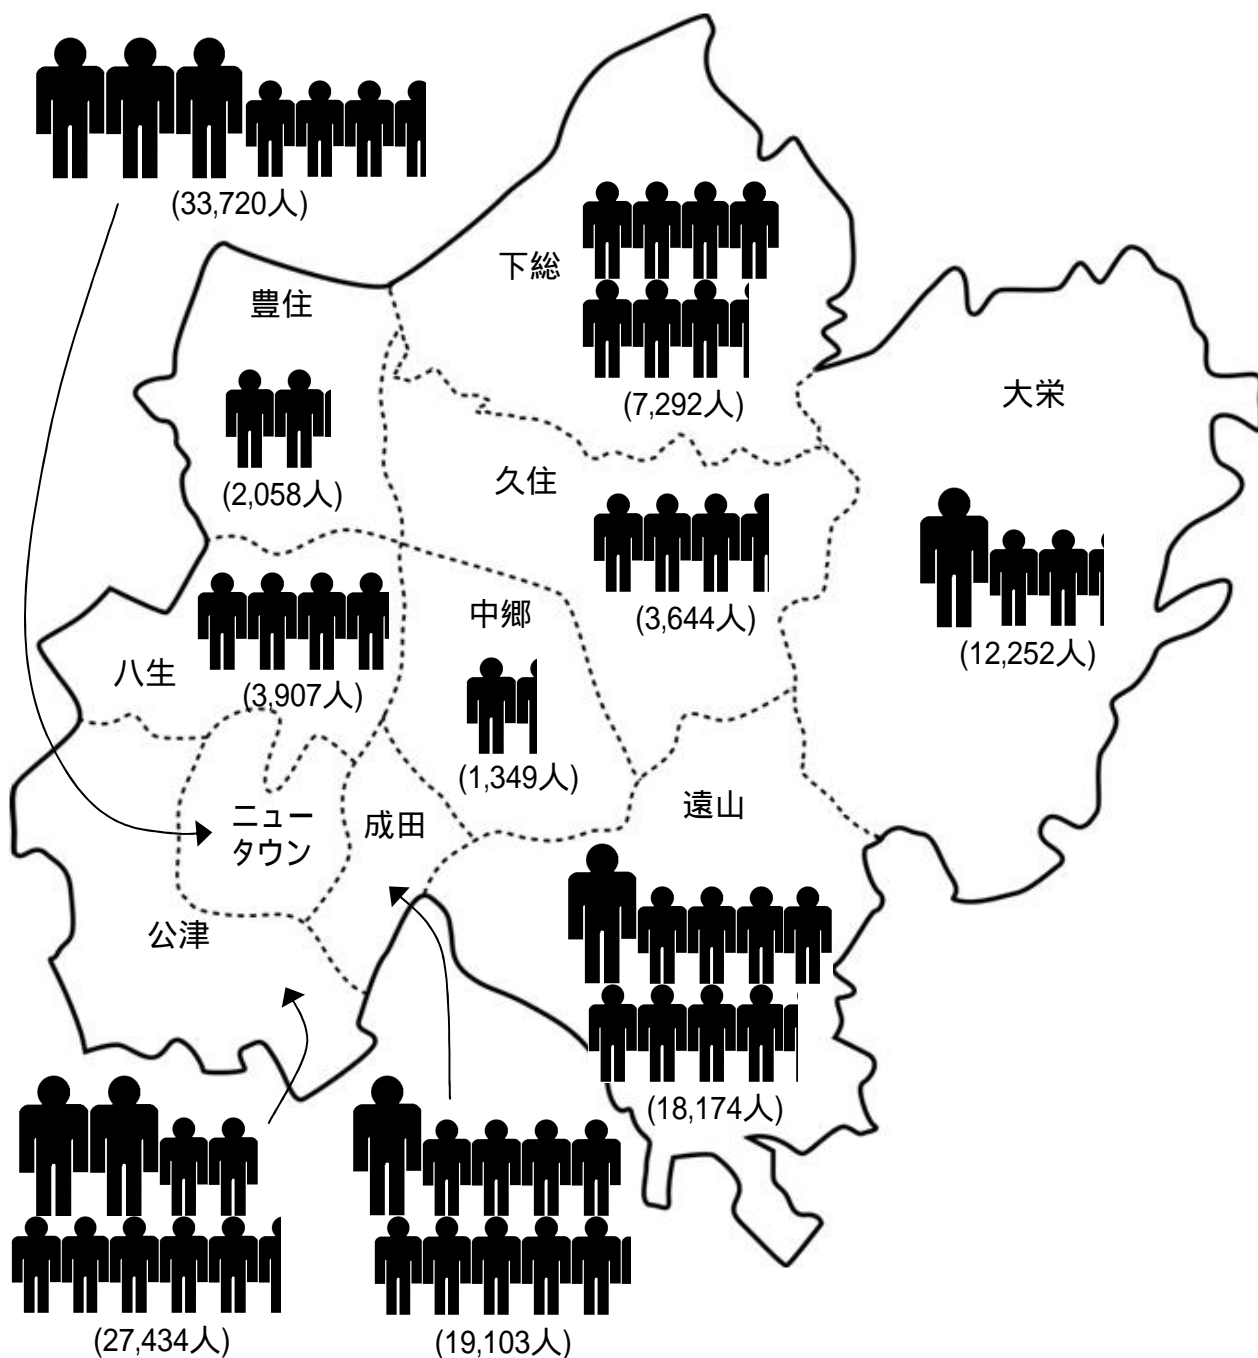 (33,720人)
下総
(7,292人)
豊住
(2,058人)
大栄
(12,252人)
久住
(3,644人)
中郷
(1,349人)
八生
(3,907人)
ニュー
タウン
成田
遠山
(18,174人)
公津
(27,434人)
(19,103人)